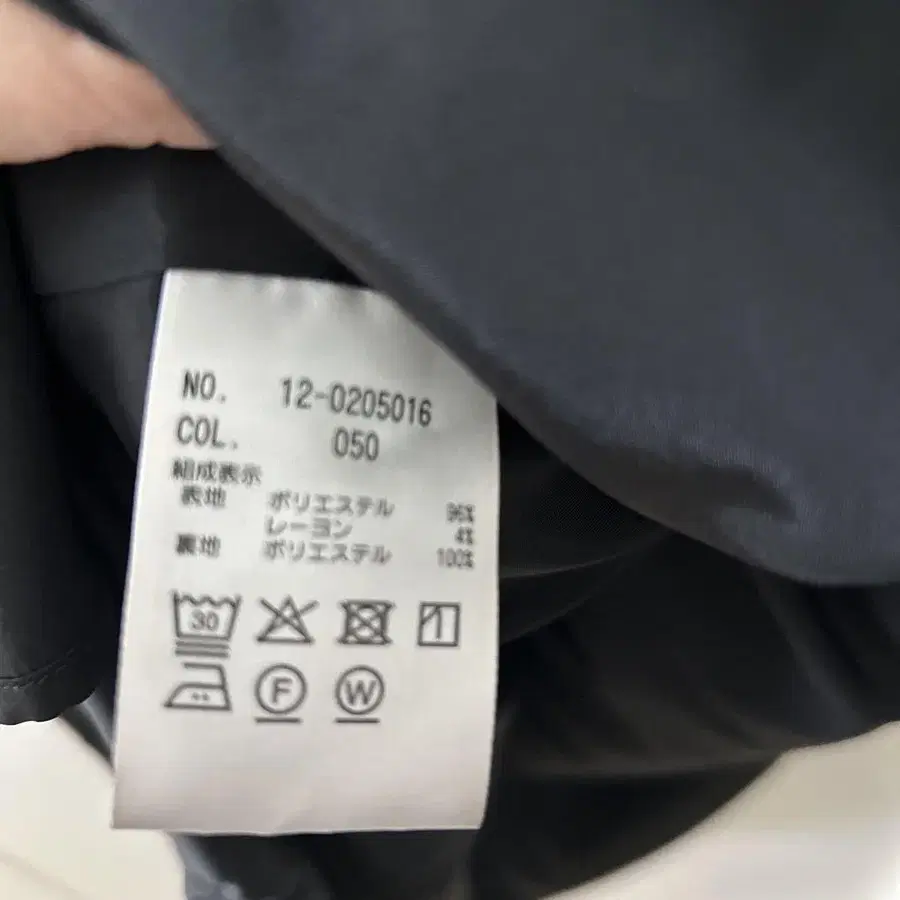 NO. 12-0205016
COL. 050
組成表示
表地 ポリエステル 96%
レーヨン 4%
裏地 ポリエステル 100%
30
F W